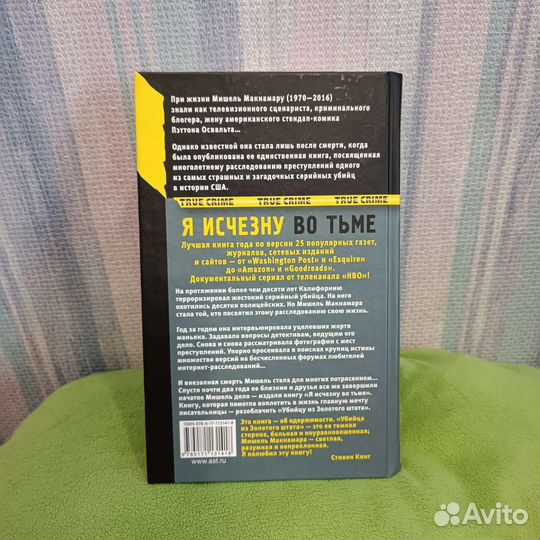 При жизни Мишель Макнамару (1970—2016)
знали как телевизионного сценариста, криминального
блогера, жену американского стендап-комика
Пэттона Освальта...
Однако известной она стала лишь после смерти, когда
была опубликована ее единственная книга, посвященная
многолетнему расследованию преступлений одного
из самых страшных и загадочных серийных убийц
в истории США.
TRUE CRIME TRUE CRIME TRUE CRIME
Я ИСЧЕЗНУ ВО ТЬМЕ
Лучшая книга года по версии 25 популярных газет,
журналов, сетевых изданий
и сайтов — от «Washington Post» и «Esquire»
до «Amazon» и «Goodreads».
Документальный сериал от телеканала «HBO»!
На протяжении более чем десяти лет Калифорнию
терроризировал жестокий серийный убийца. На него
охотились десятки полицейских. Но Мишель Макнамара
стала той, кто посвятил этому расследованию свою жизнь.
Год за годом она интервьюировала уцелевших жертв
маньяка. Задавала вопросы детективам, ведущим его
дело. Снова и снова рассматривала фотографии с мест
преступлений. Упорно просеивала в поисках крупиц истины
множество версий на бесчисленных форумах любителей
интернет-расследований...
И внезапная смерть Мишель стала для многих потрясением...
Спустя почти два года ее близкие и друзья все же завершили
начатое Мишель дело — издали книгу «Я исчезну во тьме».
Книгу, которая помогла воплотить в жизнь главную мечту
писательницы — разоблачить «Убийцу из Золотого штата».
ISBN 978-5-17-113141-8
9785171131418
www.ast.ru
Эта книга — об одержимости. «Убийца
из Золотого штата» — это ее темная
сторона, больная и неуравновешенная;
Мишель Макнамара — светлая,
разумная и непреклонная.
Я полюбил эту книгу!
Стивен Кинг
Avito